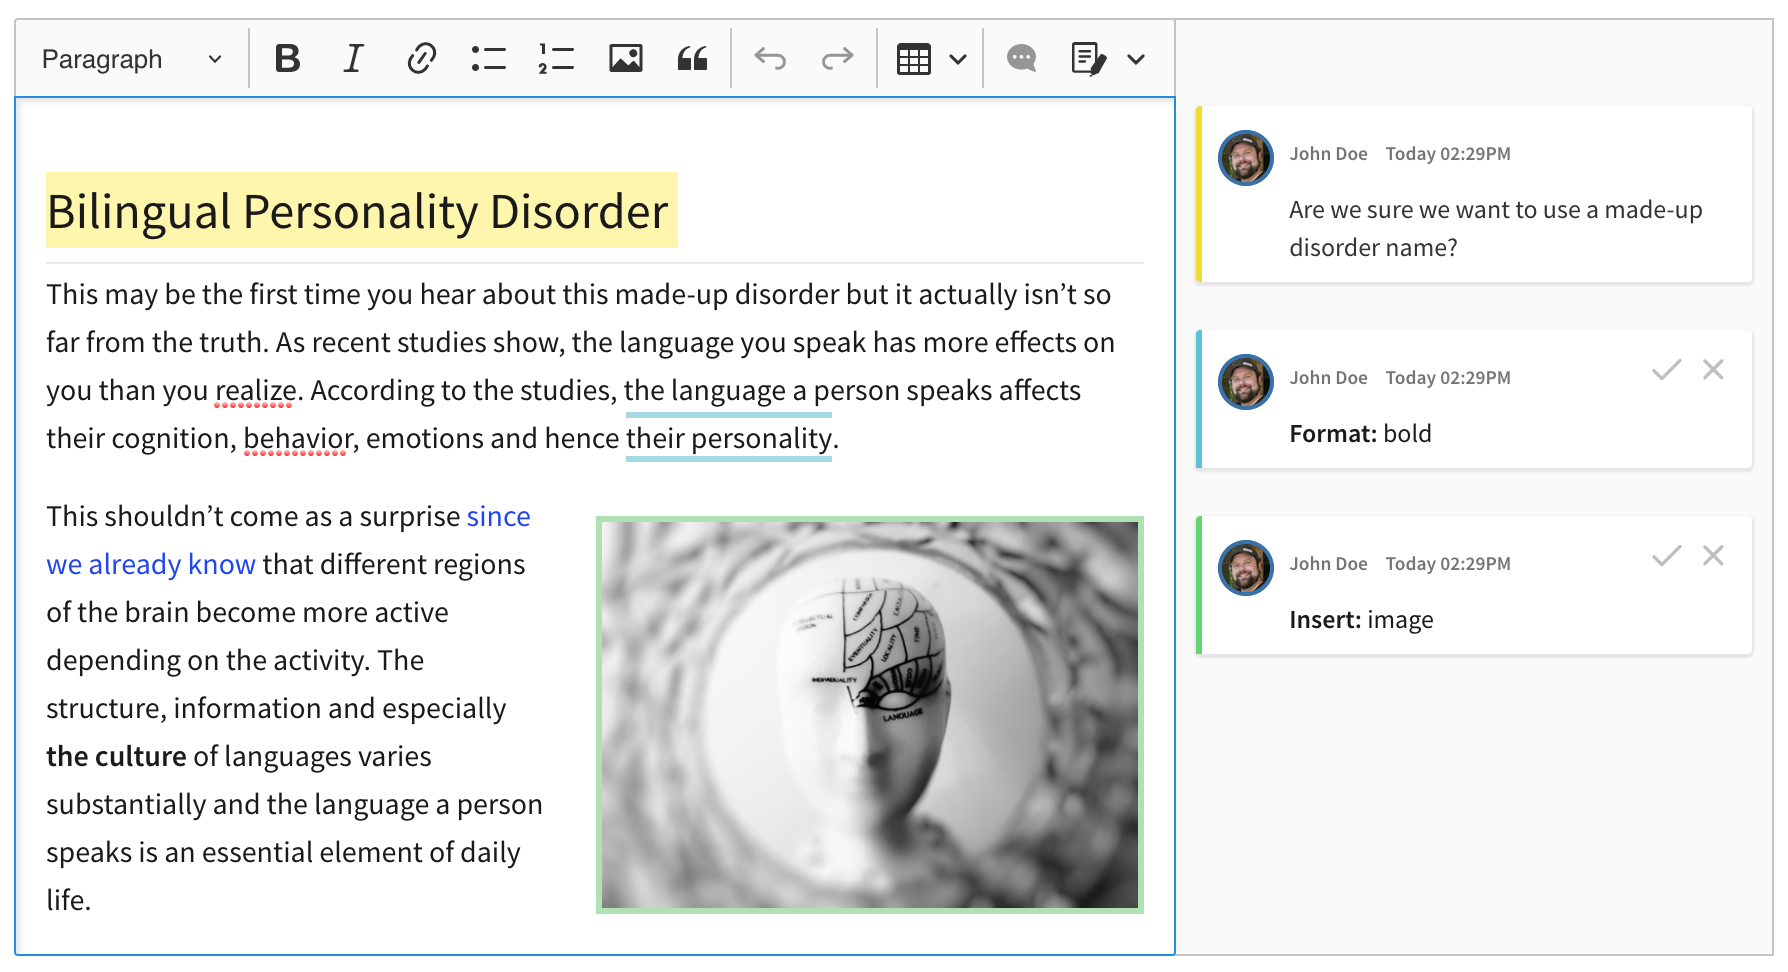 Paragraph
B
I
1
2
Bilingual Personality Disorder
This may be the first time you hear about this made-up disorder but it actually isn’t so
far from the truth. As recent studies show, the language you speak has more effects on
you than you realize. According to the studies, the language a person speaks affects
their cognition, behavior, emotions and hence their personality.
This shouldn’t come as a surprise since
we already know that different regions
of the brain become more active
depending on the activity. The
structure, information and especially
the culture of languages varies
substantially and the language a person
speaks is an essential element of daily
life.
COMPARISON
EVENTUALITY
LOCALITY
TIME
INDIVIDUALITY
LANGUAGE
John Doe Today 02:29PM
Are we sure we want to use a made-up
disorder name?
John Doe Today 02:29PM
Format: bold
John Doe Today 02:29PM
Insert: image